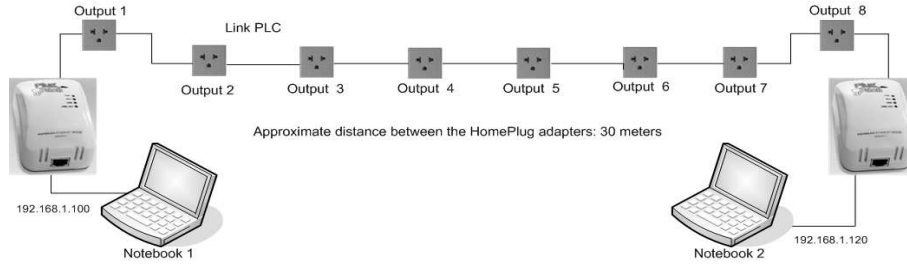 Output 1
Output 8
Link PLC
Output 2
Output 3
Output 4
Output 5
Output 6
Output 7
Approximate distance between the HomePlug adapters: 30 meters
192.168.1.100
192.168.1.120
Notebook 1
Notebook 2